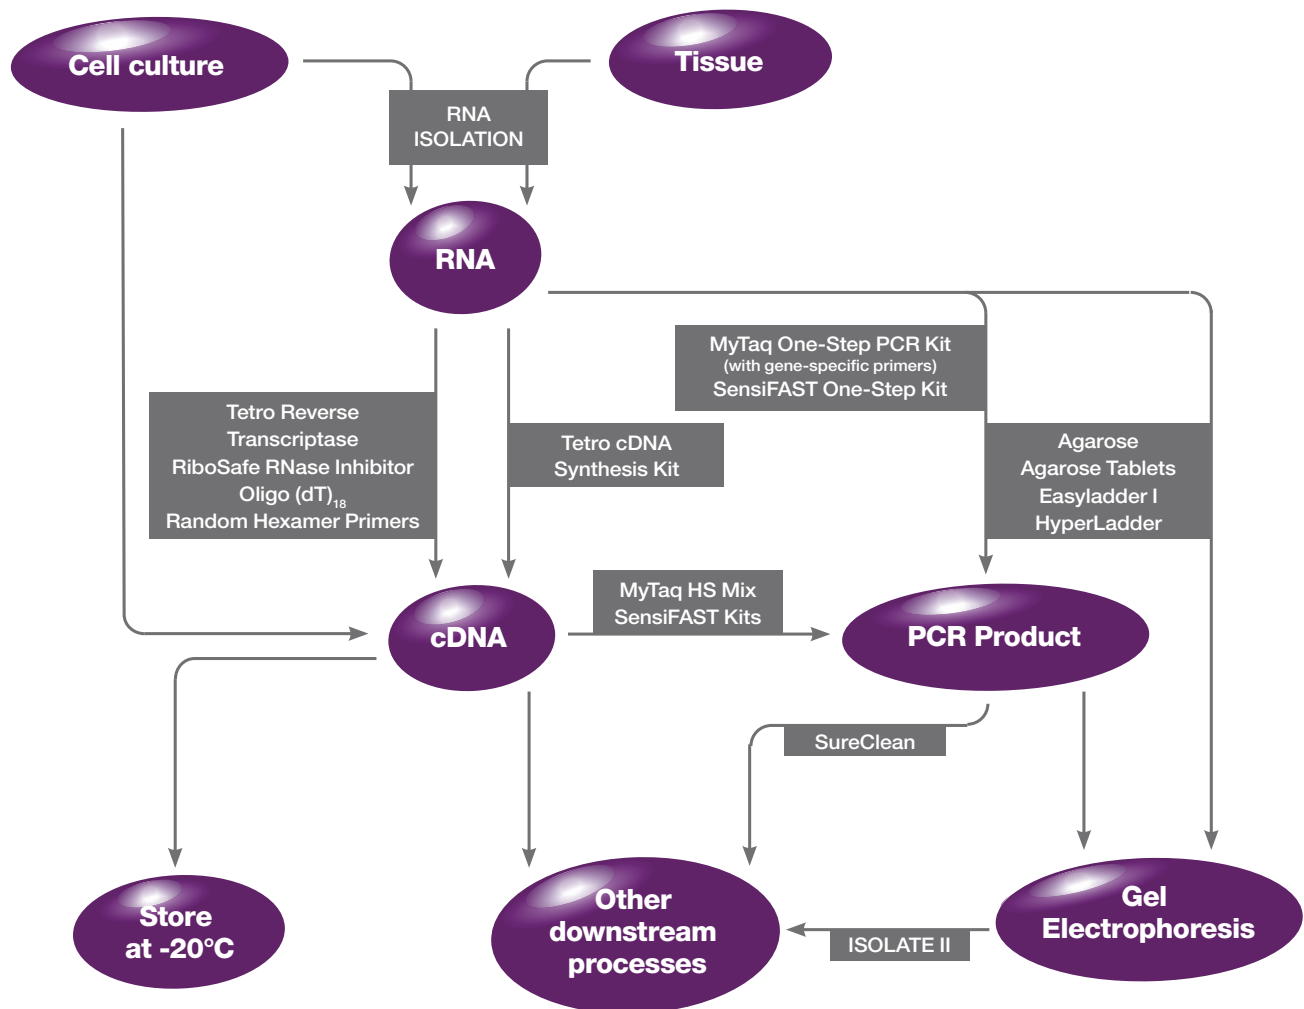 Cell culture
Tissue
RNA
ISOLATION
RNA
MyTaq One-Step PCR Kit
(with gene-specific primers)
SensiFAST One-Step Kit
Tetro Reverse
Transcriptase
RiboSafe RNase Inhibitor
Oligo (dT)18
Random Hexamer Primers
Tetro cDNA
Synthesis Kit
Agarose
Agarose Tablets
Easyladder I
HyperLadder
MyTaq HS Mix
SensiFAST Kits
cDNA
PCR Product
SureClean
Store
at -20°C
Other
downstream
processes
ISOLATE II
Gel
Electrophoresis